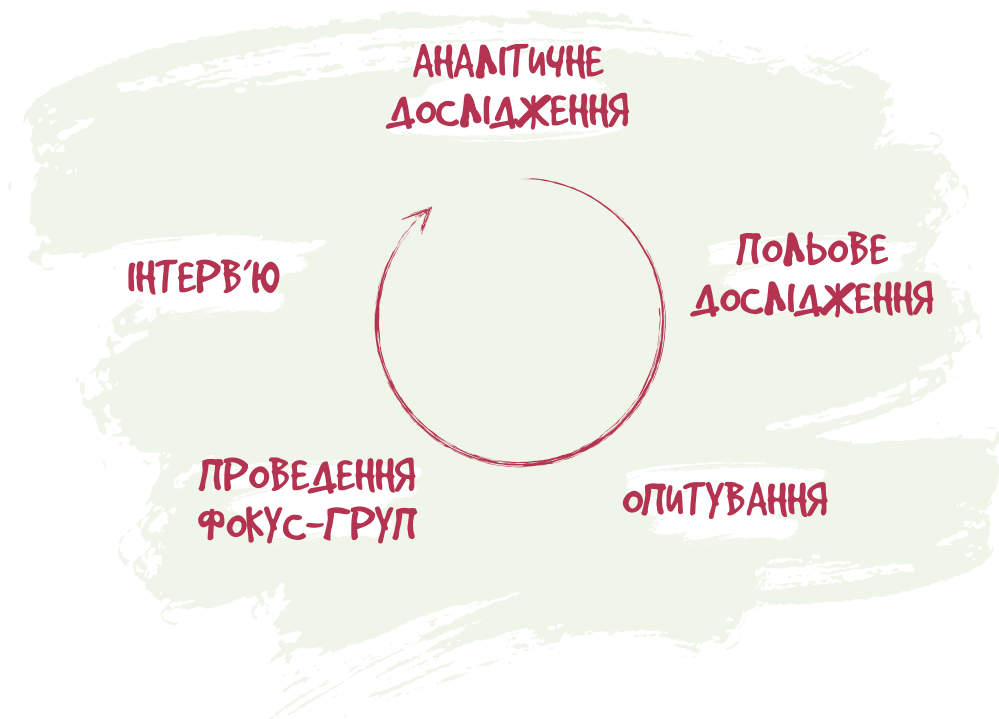 АНАЛІТИЧНЕ
ДОСЛІДЖЕННЯ
ПОЛЬОВЕ
ДОСЛІДЖЕННЯ
ОПИТУВАННЯ
ПРОВЕДЕННЯ
ФОКУС-ГРУП
ІНТЕРВ'Ю